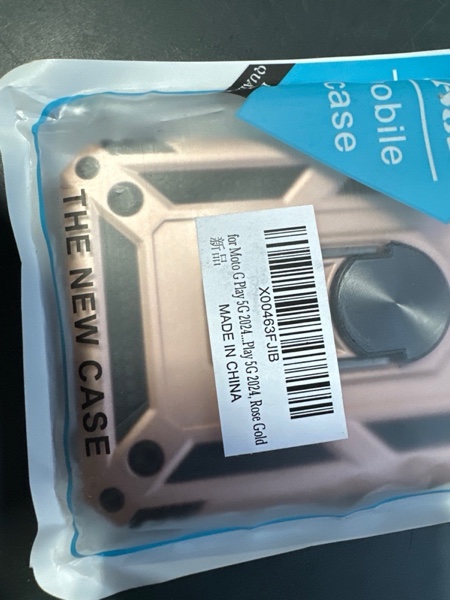 obile
case
THE NEW CASE
X00463FJIB
for Moto G Play 5G 2024...Play 5G 2024, Rose Gold
新品
MADE IN CHINA